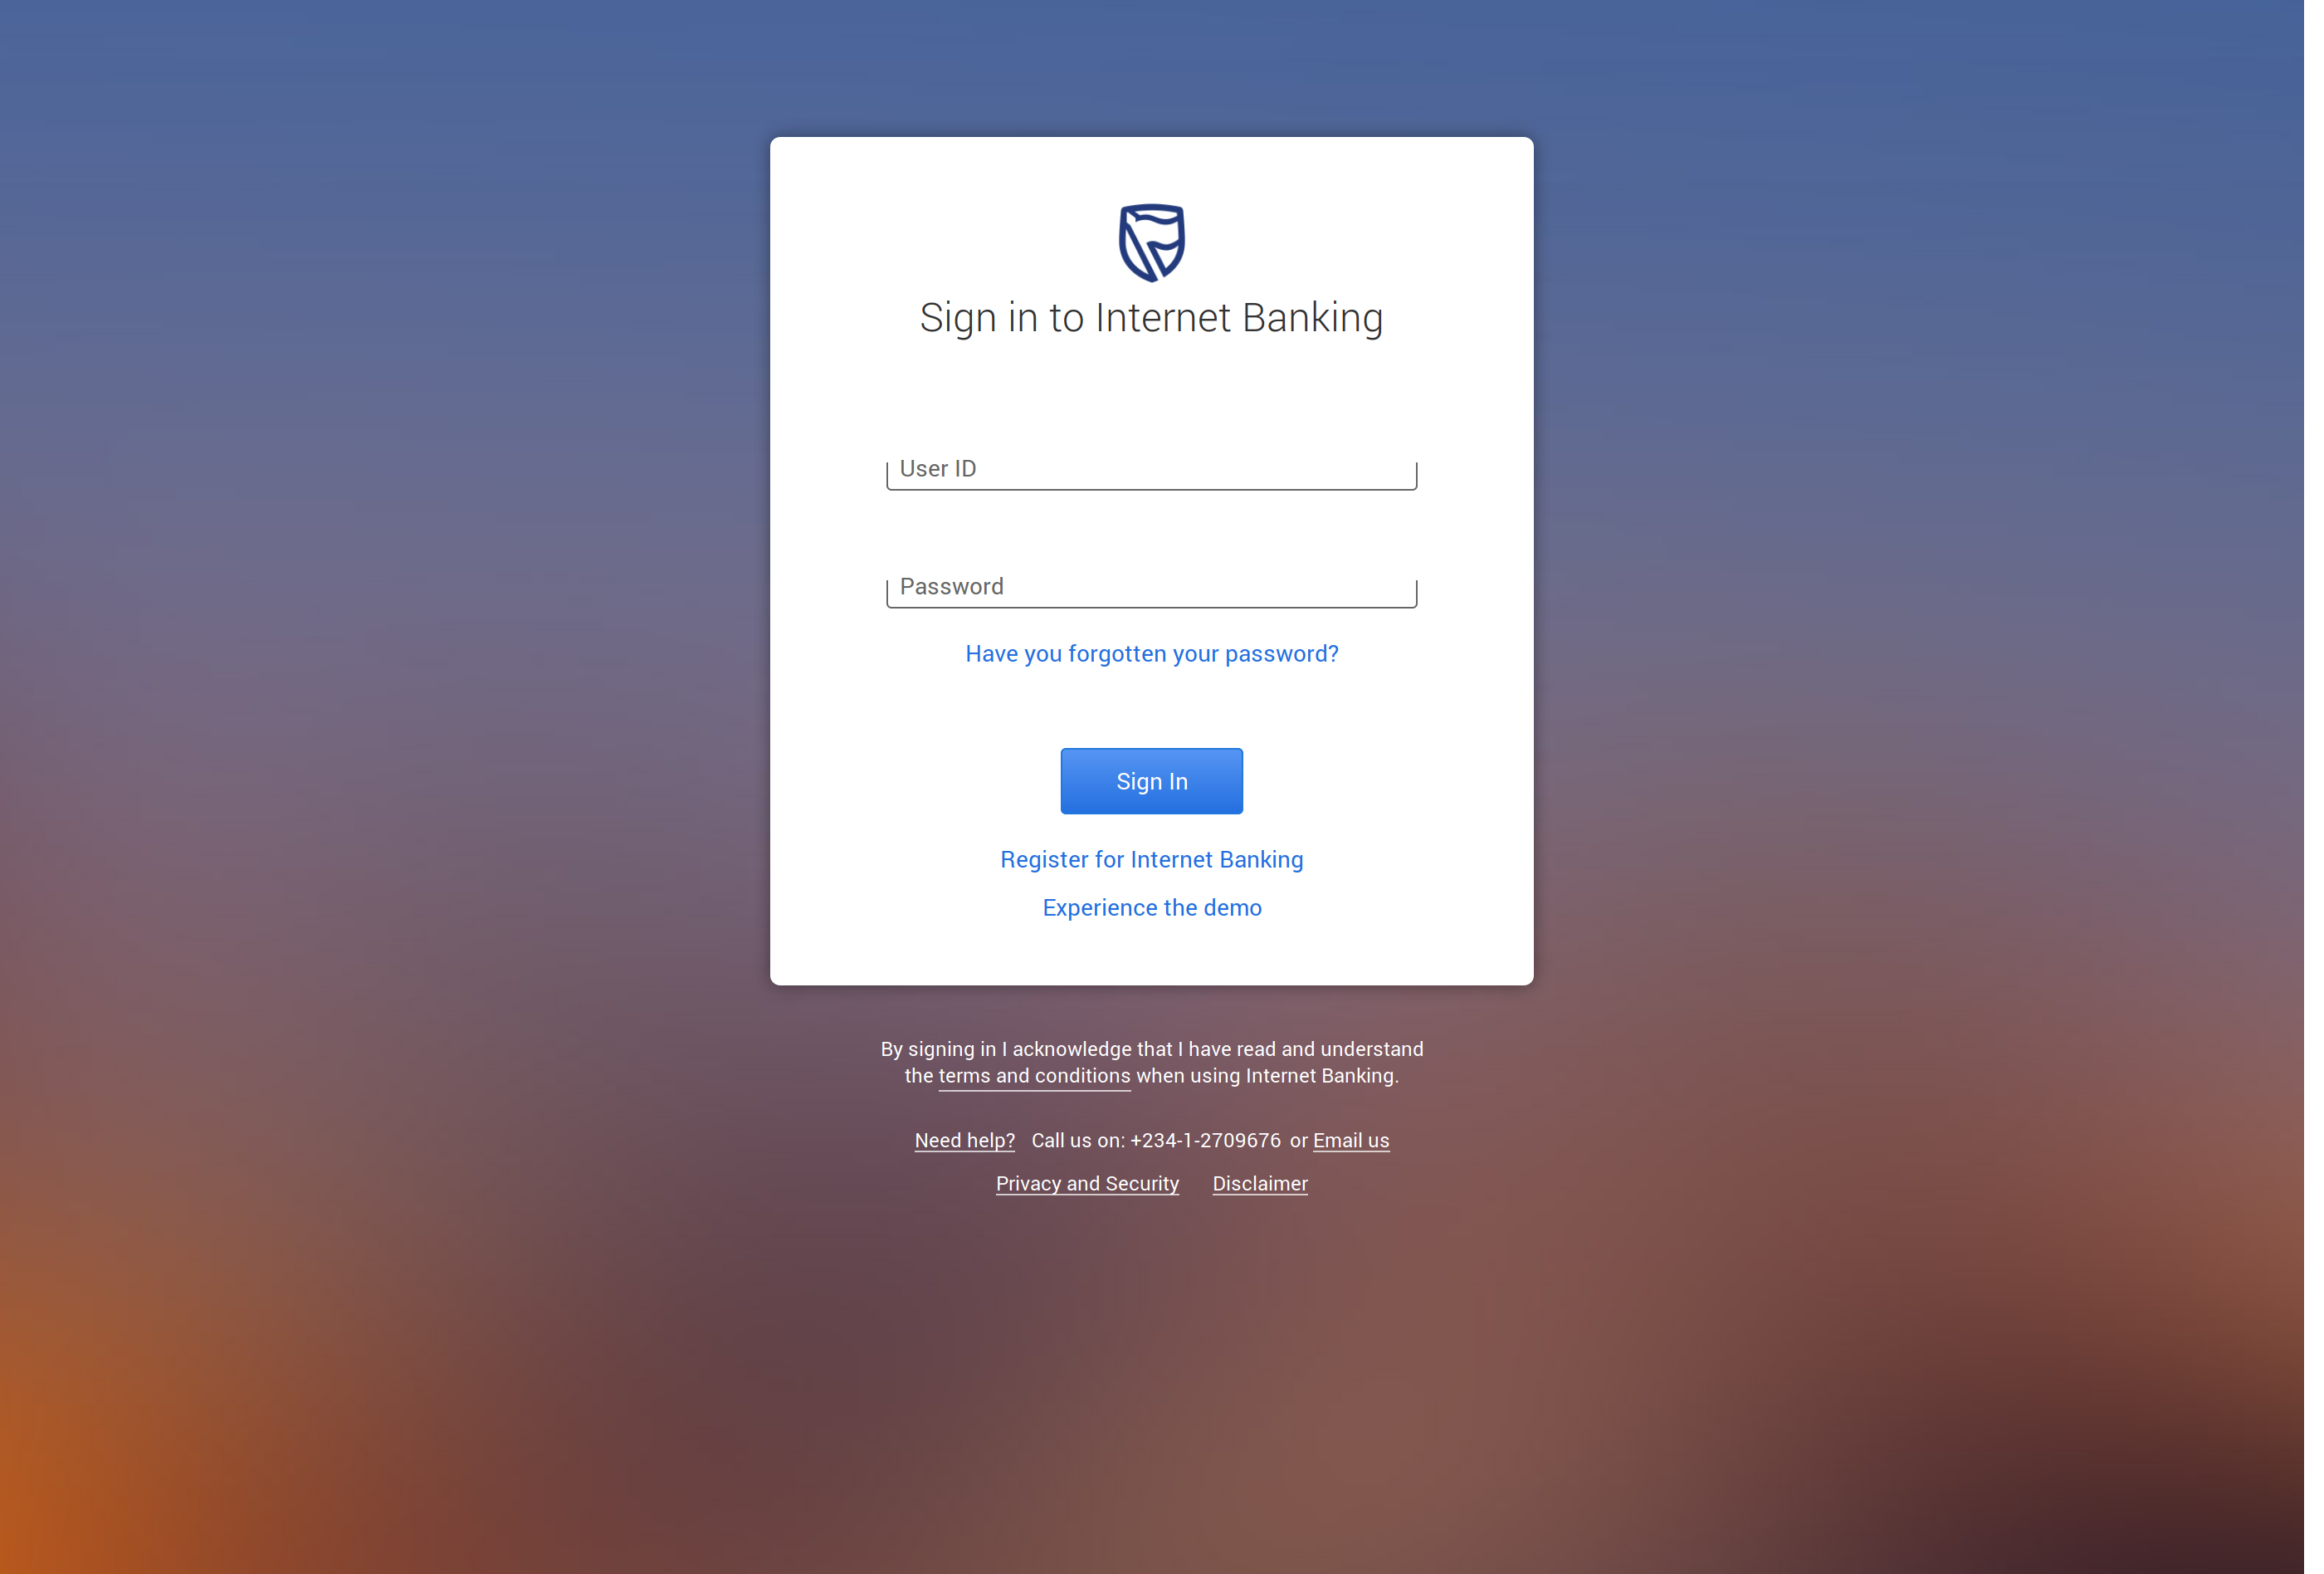 Sign in to Internet Banking
User ID
Password
Have you forgotten your password?
Sign In
Register for Internet Banking
Experience the demo
By signing in I acknowledge that I have read and understand
the terms and conditions when using Internet Banking.
Need help? Call us on: +234-1-2709676 or Email us
Privacy and Security Disclaimer